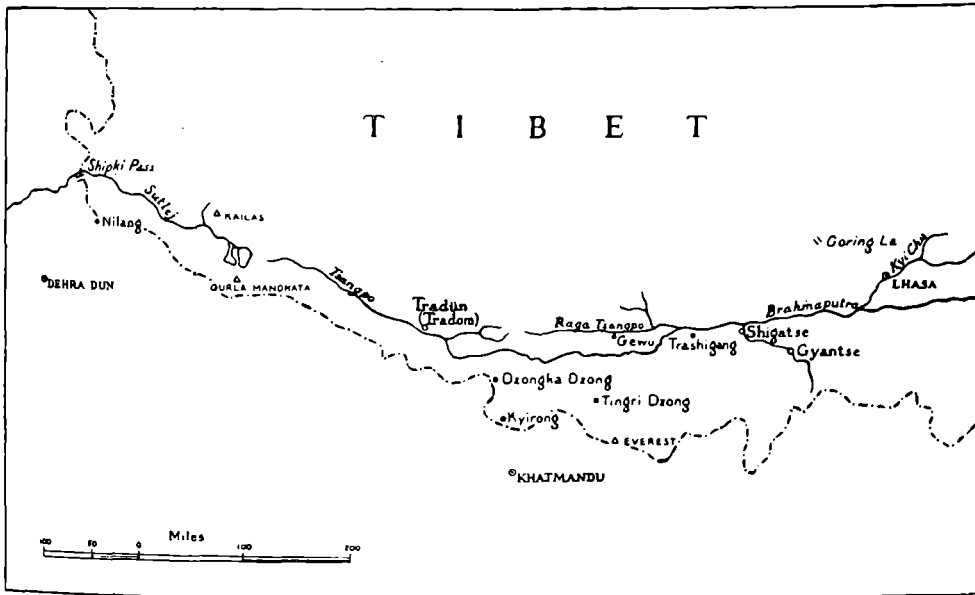 TIBET
Shipki Pass
Sutlej
KAILAS
Nilang
DEHRA DUN
GURLA MANDHATA
Tsangpo
Tradün
(Tradom)
Raga Tsangpo
Gewu
Trashigang
Brahmaputra
Shigatse
Gyantse
Goring La
Kyi Chu
LHASA
Dzongka Dzong
Tingri Dzong
Kyirong
EVEREST
KHATMANDU
Miles
100 50 0 100 200